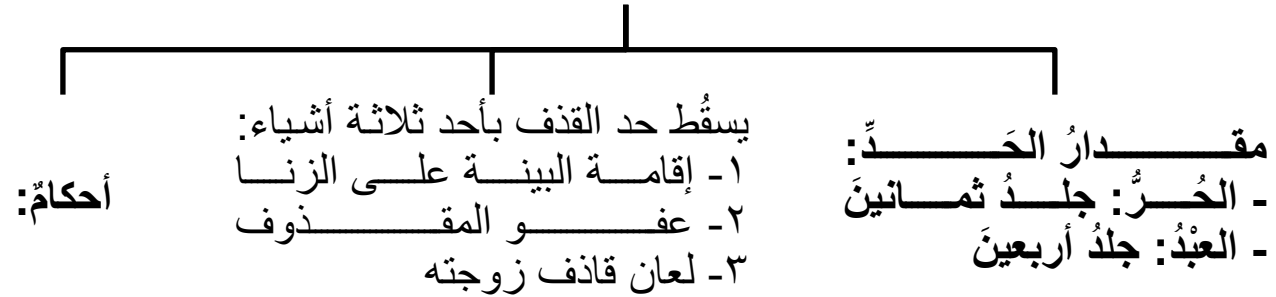 مقدارُ الحَدِّ:
- الحُرُّ: جلدُ ثمانينَ
- العبْدُ: جلدُ أربعينَ
يسقُط حد القذف بأحد ثلاثة أشياء:
١- إقامة البينة على الزنا
٢- عفو المقذوف
٣- لعان قاذف زوجته
أحكامٌ: